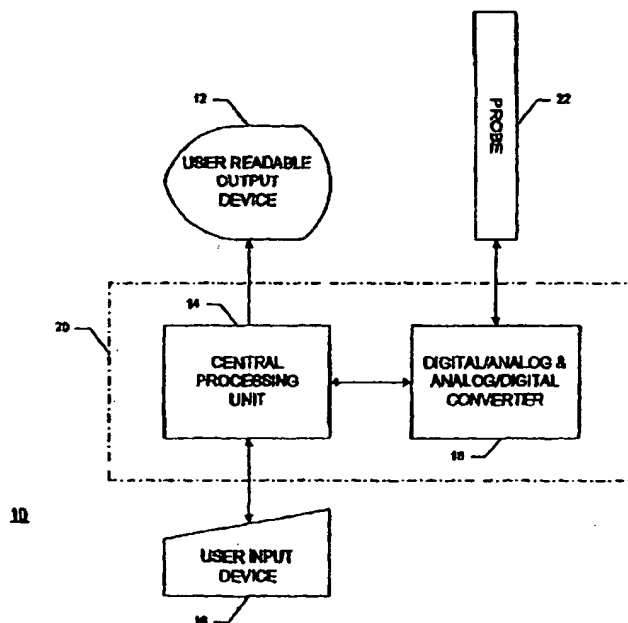 12
USER READABLE
OUTPUT
DEVICE
PROBE
22
20
14
CENTRAL
PROCESSING
UNIT
DIGITAL/ANALOG &
ANALOG/DIGITAL
CONVERTER
18
10
USER INPUT
DEVICE